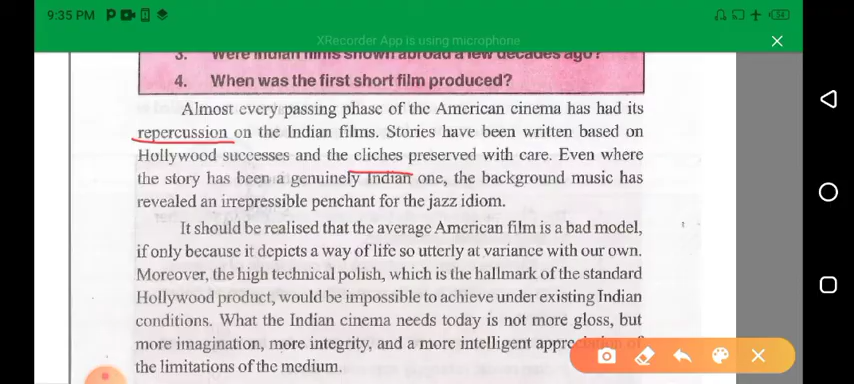 9:35 PM
54
XRecorder App is using microphone
3. Were Indian films shown abroad a few decades ago?
4. When was the first short film produced?
Almost every passing phase of the American cinema has had its
repercussion on the Indian films. Stories have been written based on
Hollywood successes and the cliches preserved with care. Even where
the story has been a genuinely Indian one, the background music has
revealed an irrepressible penchant for the jazz idiom.
It should be realised that the average American film is a bad model,
if only because it depicts a way of life so utterly at variance with our own.
Moreover, the high technical polish, which is the hallmark of the standard
Hollywood product, would be impossible to achieve under existing Indian
conditions. What the Indian cinema needs today is not more gloss, but
more imagination, more integrity, and a more intelligent appreciation of
the limitations of the medium.